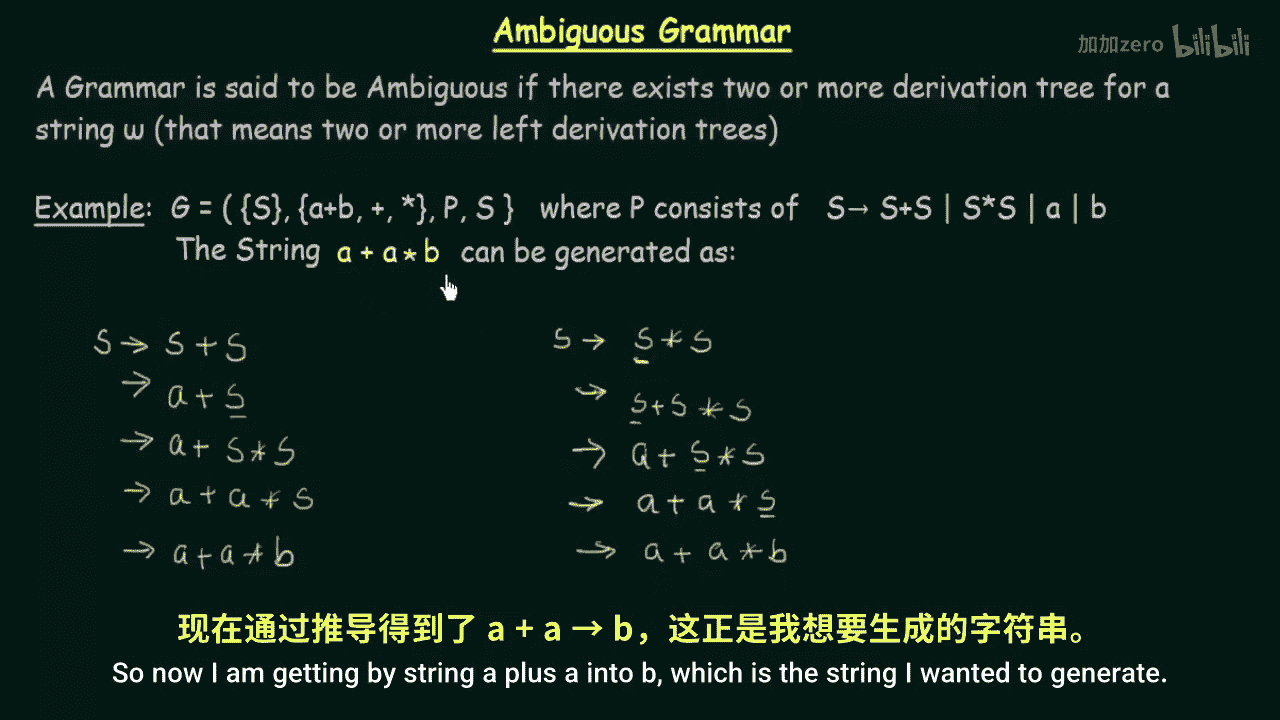 Ambiguous Grammar
加加zero bilibili
A Grammar is said to be Ambiguous if there exists two or more derivation tree for a
string ω (that means two or more left derivation trees)
Example: G = ( {S}, {a+b, +, *}, P, S } where P consists of S→ S+S | S*S | a | b
The String a + a * b can be generated as:
S → S + S
→ a + S
→ a + S * S
→ a + a * S
→ a + a * b
S → S * S
→ S + S * S
→ a + S * S
→ a + a * S
→ a + a * b
现在通过推导得到了 a + a → b，这正是我想要生成的字符串。
So now I am getting by string a plus a into b, which is the string I wanted to generate.